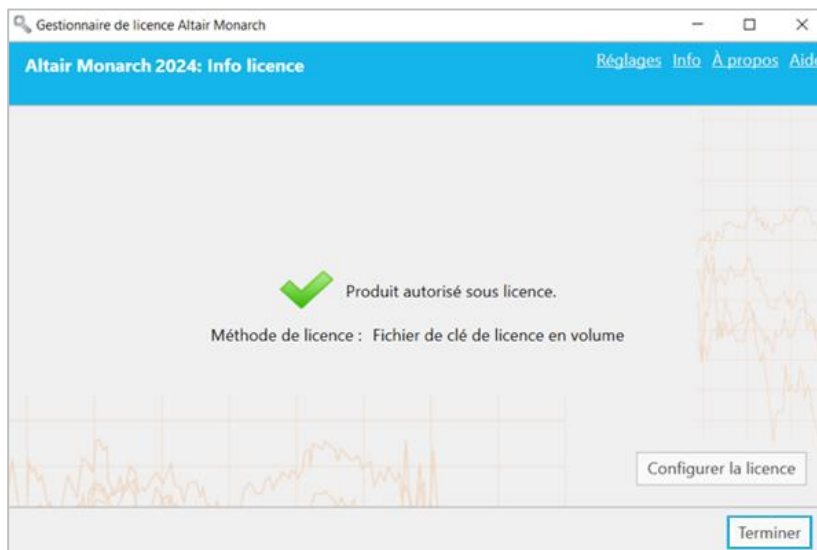 Gestionnaire de licence Altair Monarch
Altair Monarch 2024: Info licence
Réglages Info À propos Aide
Produit autorisé sous licence.
Méthode de licence : Fichier de clé de licence en volume
Configurer la licence
Terminer